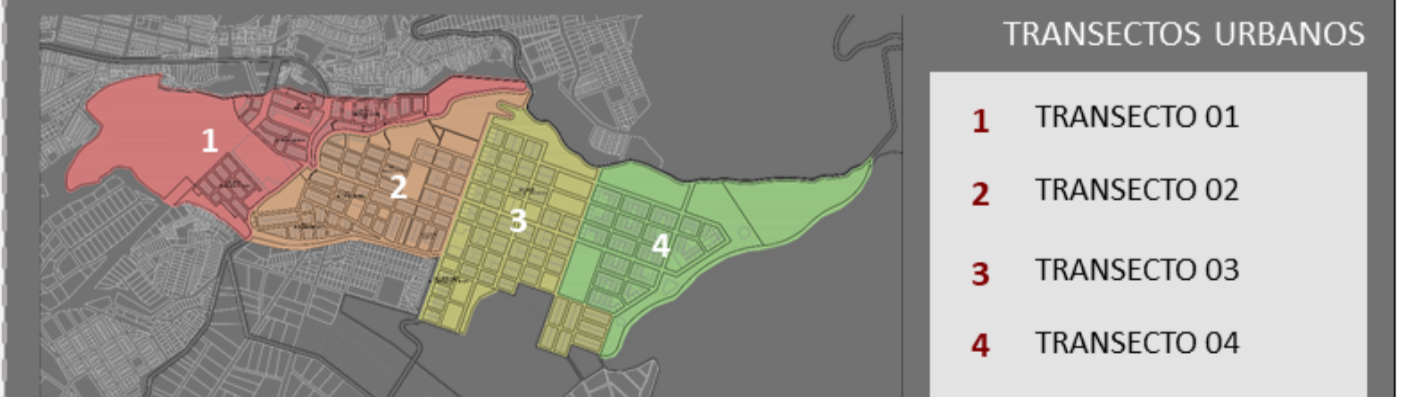 TRANSECTOS URBANOS
1 TRANSECTO 01
2 TRANSECTO 02
3 TRANSECTO 03
4 TRANSECTO 04
1
2
3
4